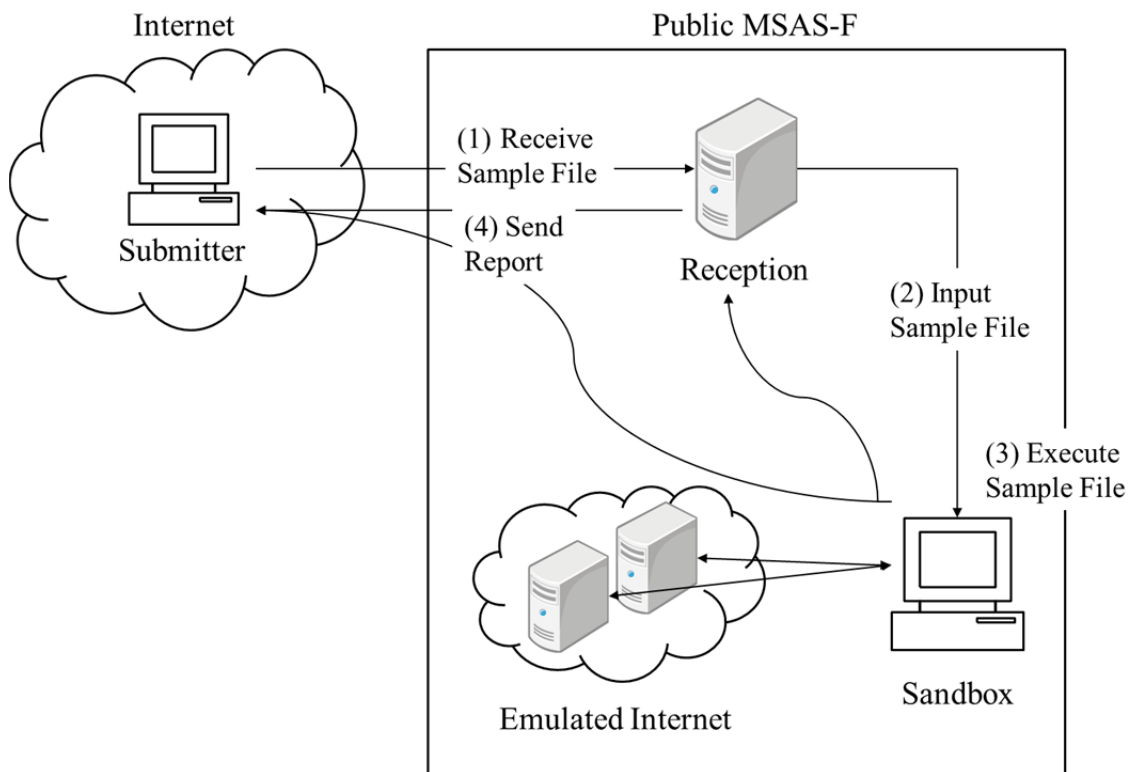 Internet
Public MSAS-F
(1) Receive
Sample File
(4) Send
Report
Submitter
Reception
(2) Input
Sample File
(3) Execute
Sample File
Sandbox
Emulated Internet